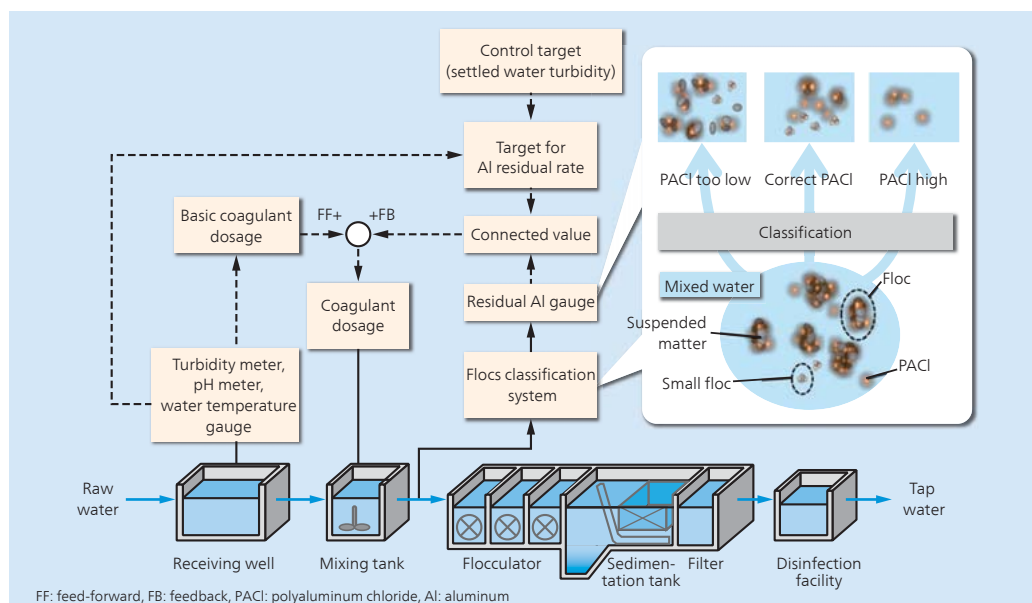 Control target
(settled water turbidity)
Target for
Al residual rate
Basic coagulant
dosage
FF+
+FB
Connected value
Coagulant
dosage
Residual Al gauge
Turbidity meter,
pH meter,
water temperature
gauge
Flocs classification
system
PACl too low
Correct PACl
PACl high
Classification
Mixed water
Floc
Suspended
matter
Small floc
PACl
Raw
water
Tap
water
Receiving well
Mixing tank
Flocculator
Sedimen-
tation tank
Filter
Disinfection
facility
FF: feed-forward, FB: feedback, PACl: polyaluminum chloride, Al: aluminum